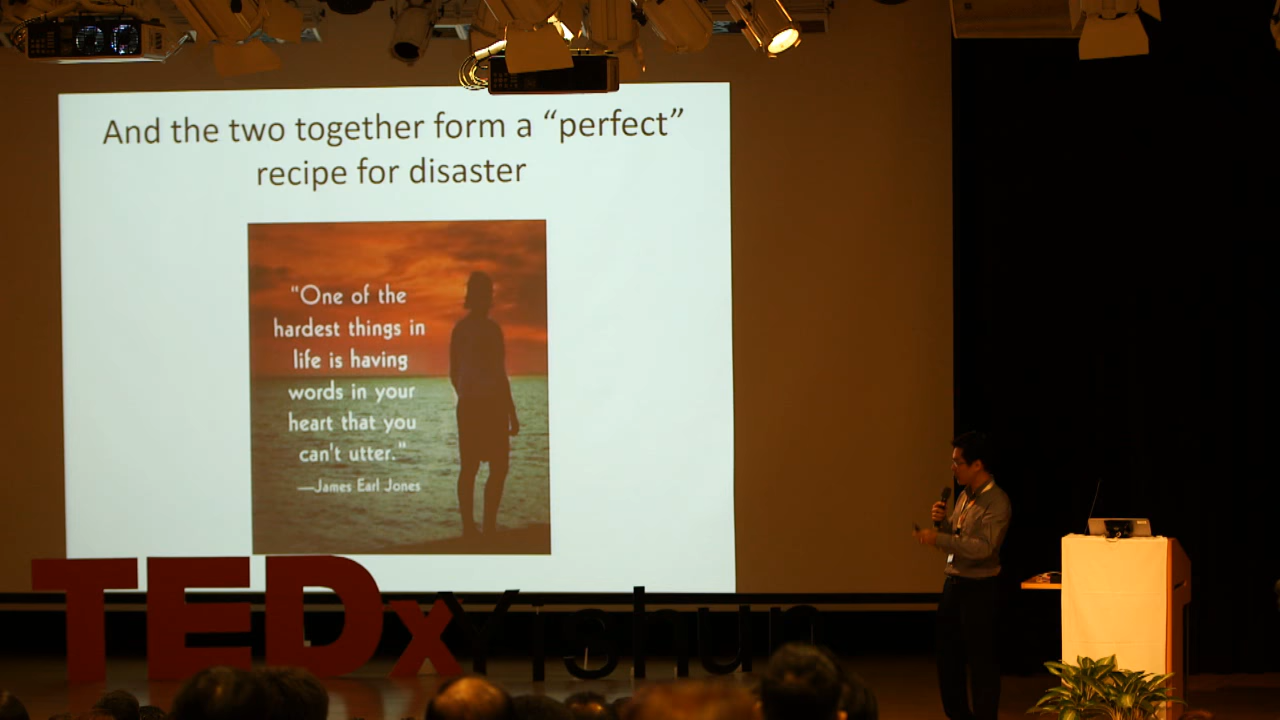 And the two together form a “perfect”
recipe for disaster
"One of the
hardest things in
life is having
words in your
heart that you
can't utter."
—James Earl Jones
TEDxYishun